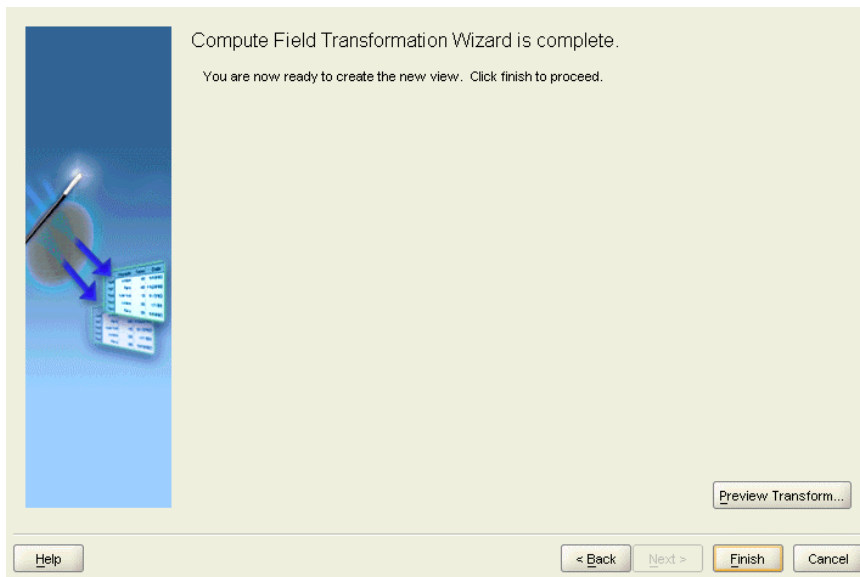 Compute Field Transformation Wizard is complete.
You are now ready to create the new view. Click finish to proceed.
Preview Transform...
Help
< Back
Next >
Finish
Cancel